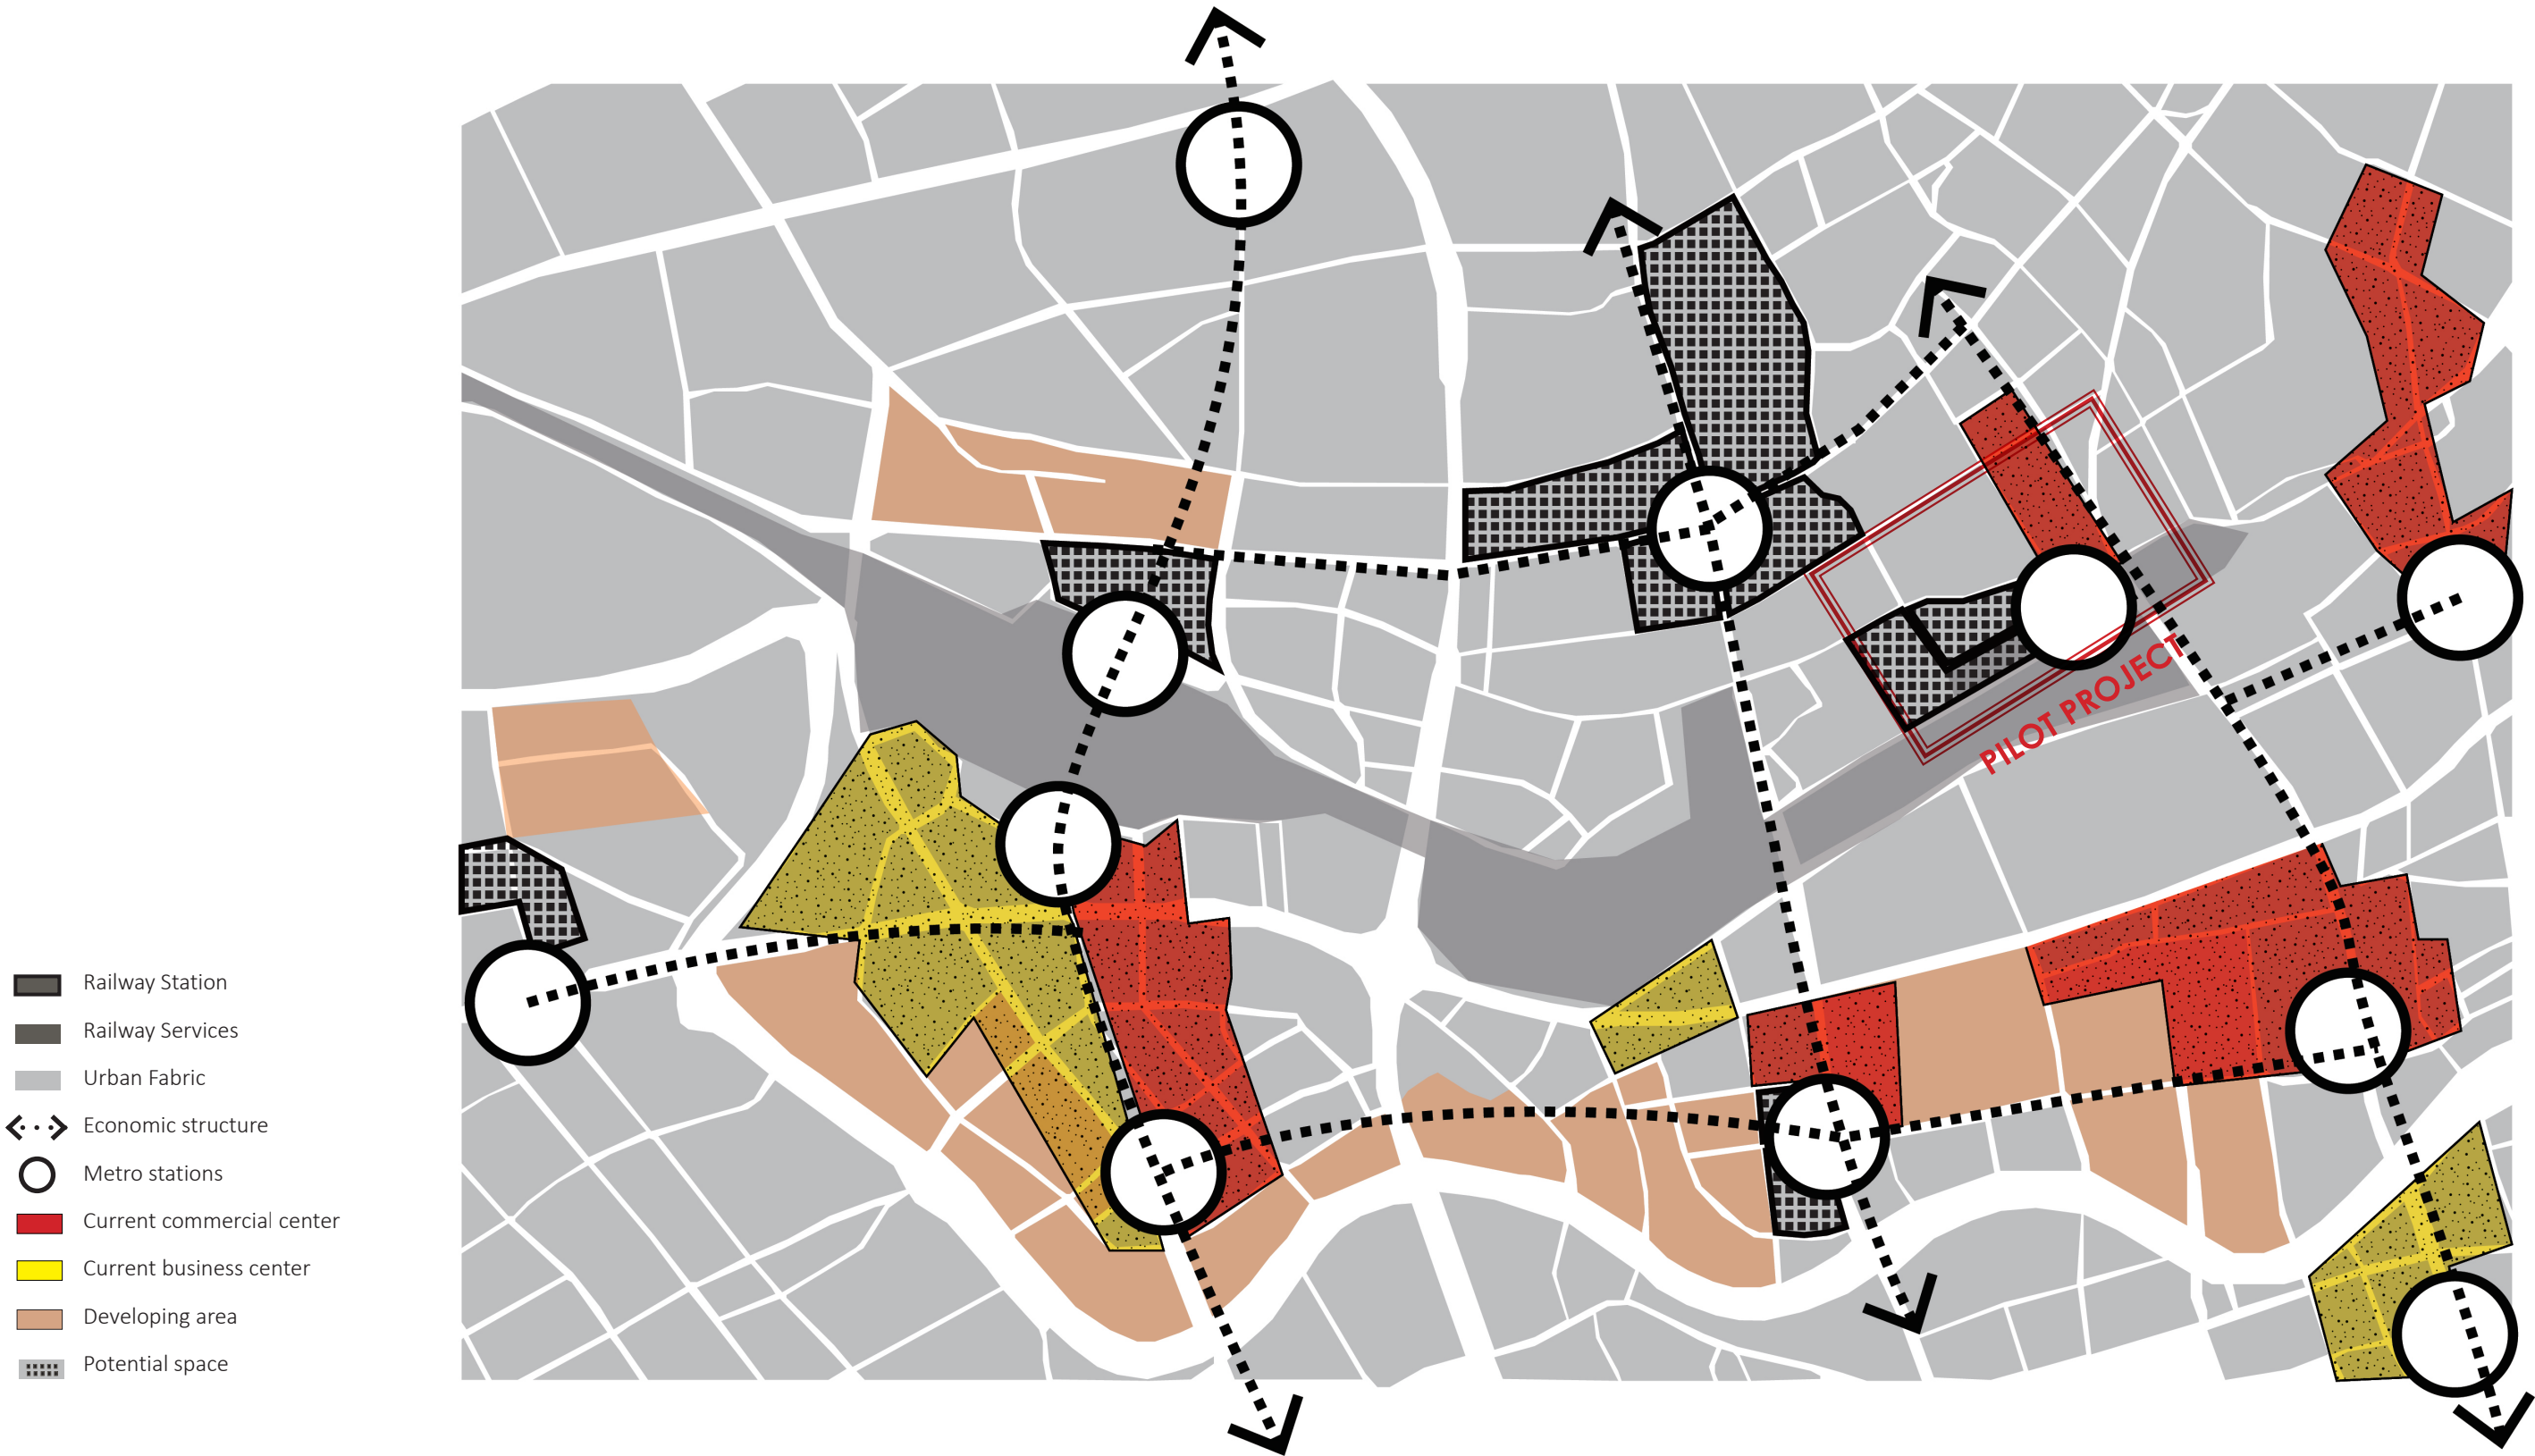 PILOT PROJECT
Railway Station
Railway Services
Urban Fabric
Economic structure
Metro stations
Current commercial center
Current business center
Developing area
Potential space